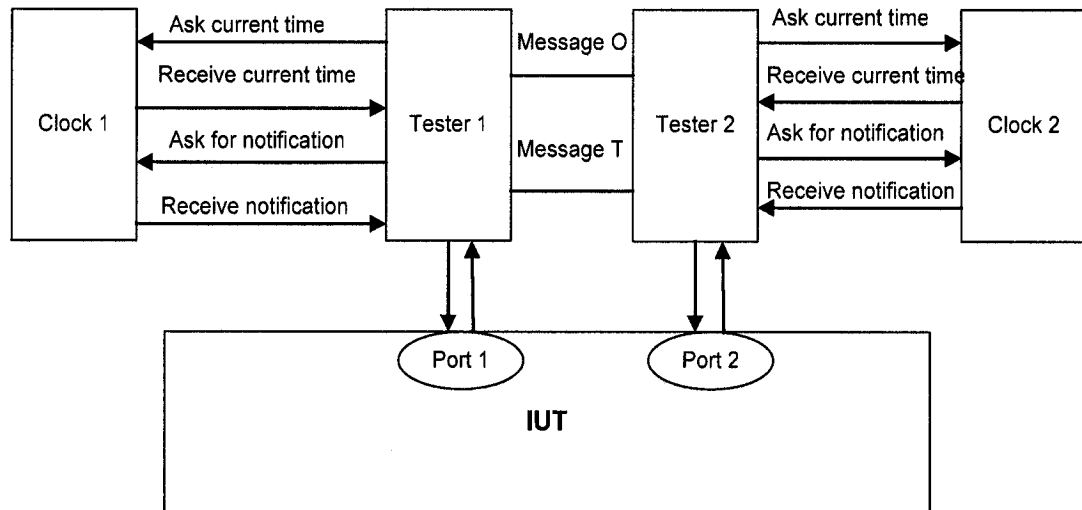 Clock 1
Ask current time
Receive current time
Ask for notification
Receive notification
Tester 1
Message O
Message T
Tester 2
Ask current time
Receive current time
Ask for notification
Receive notification
Clock 2
Port 1
Port 2
IUT